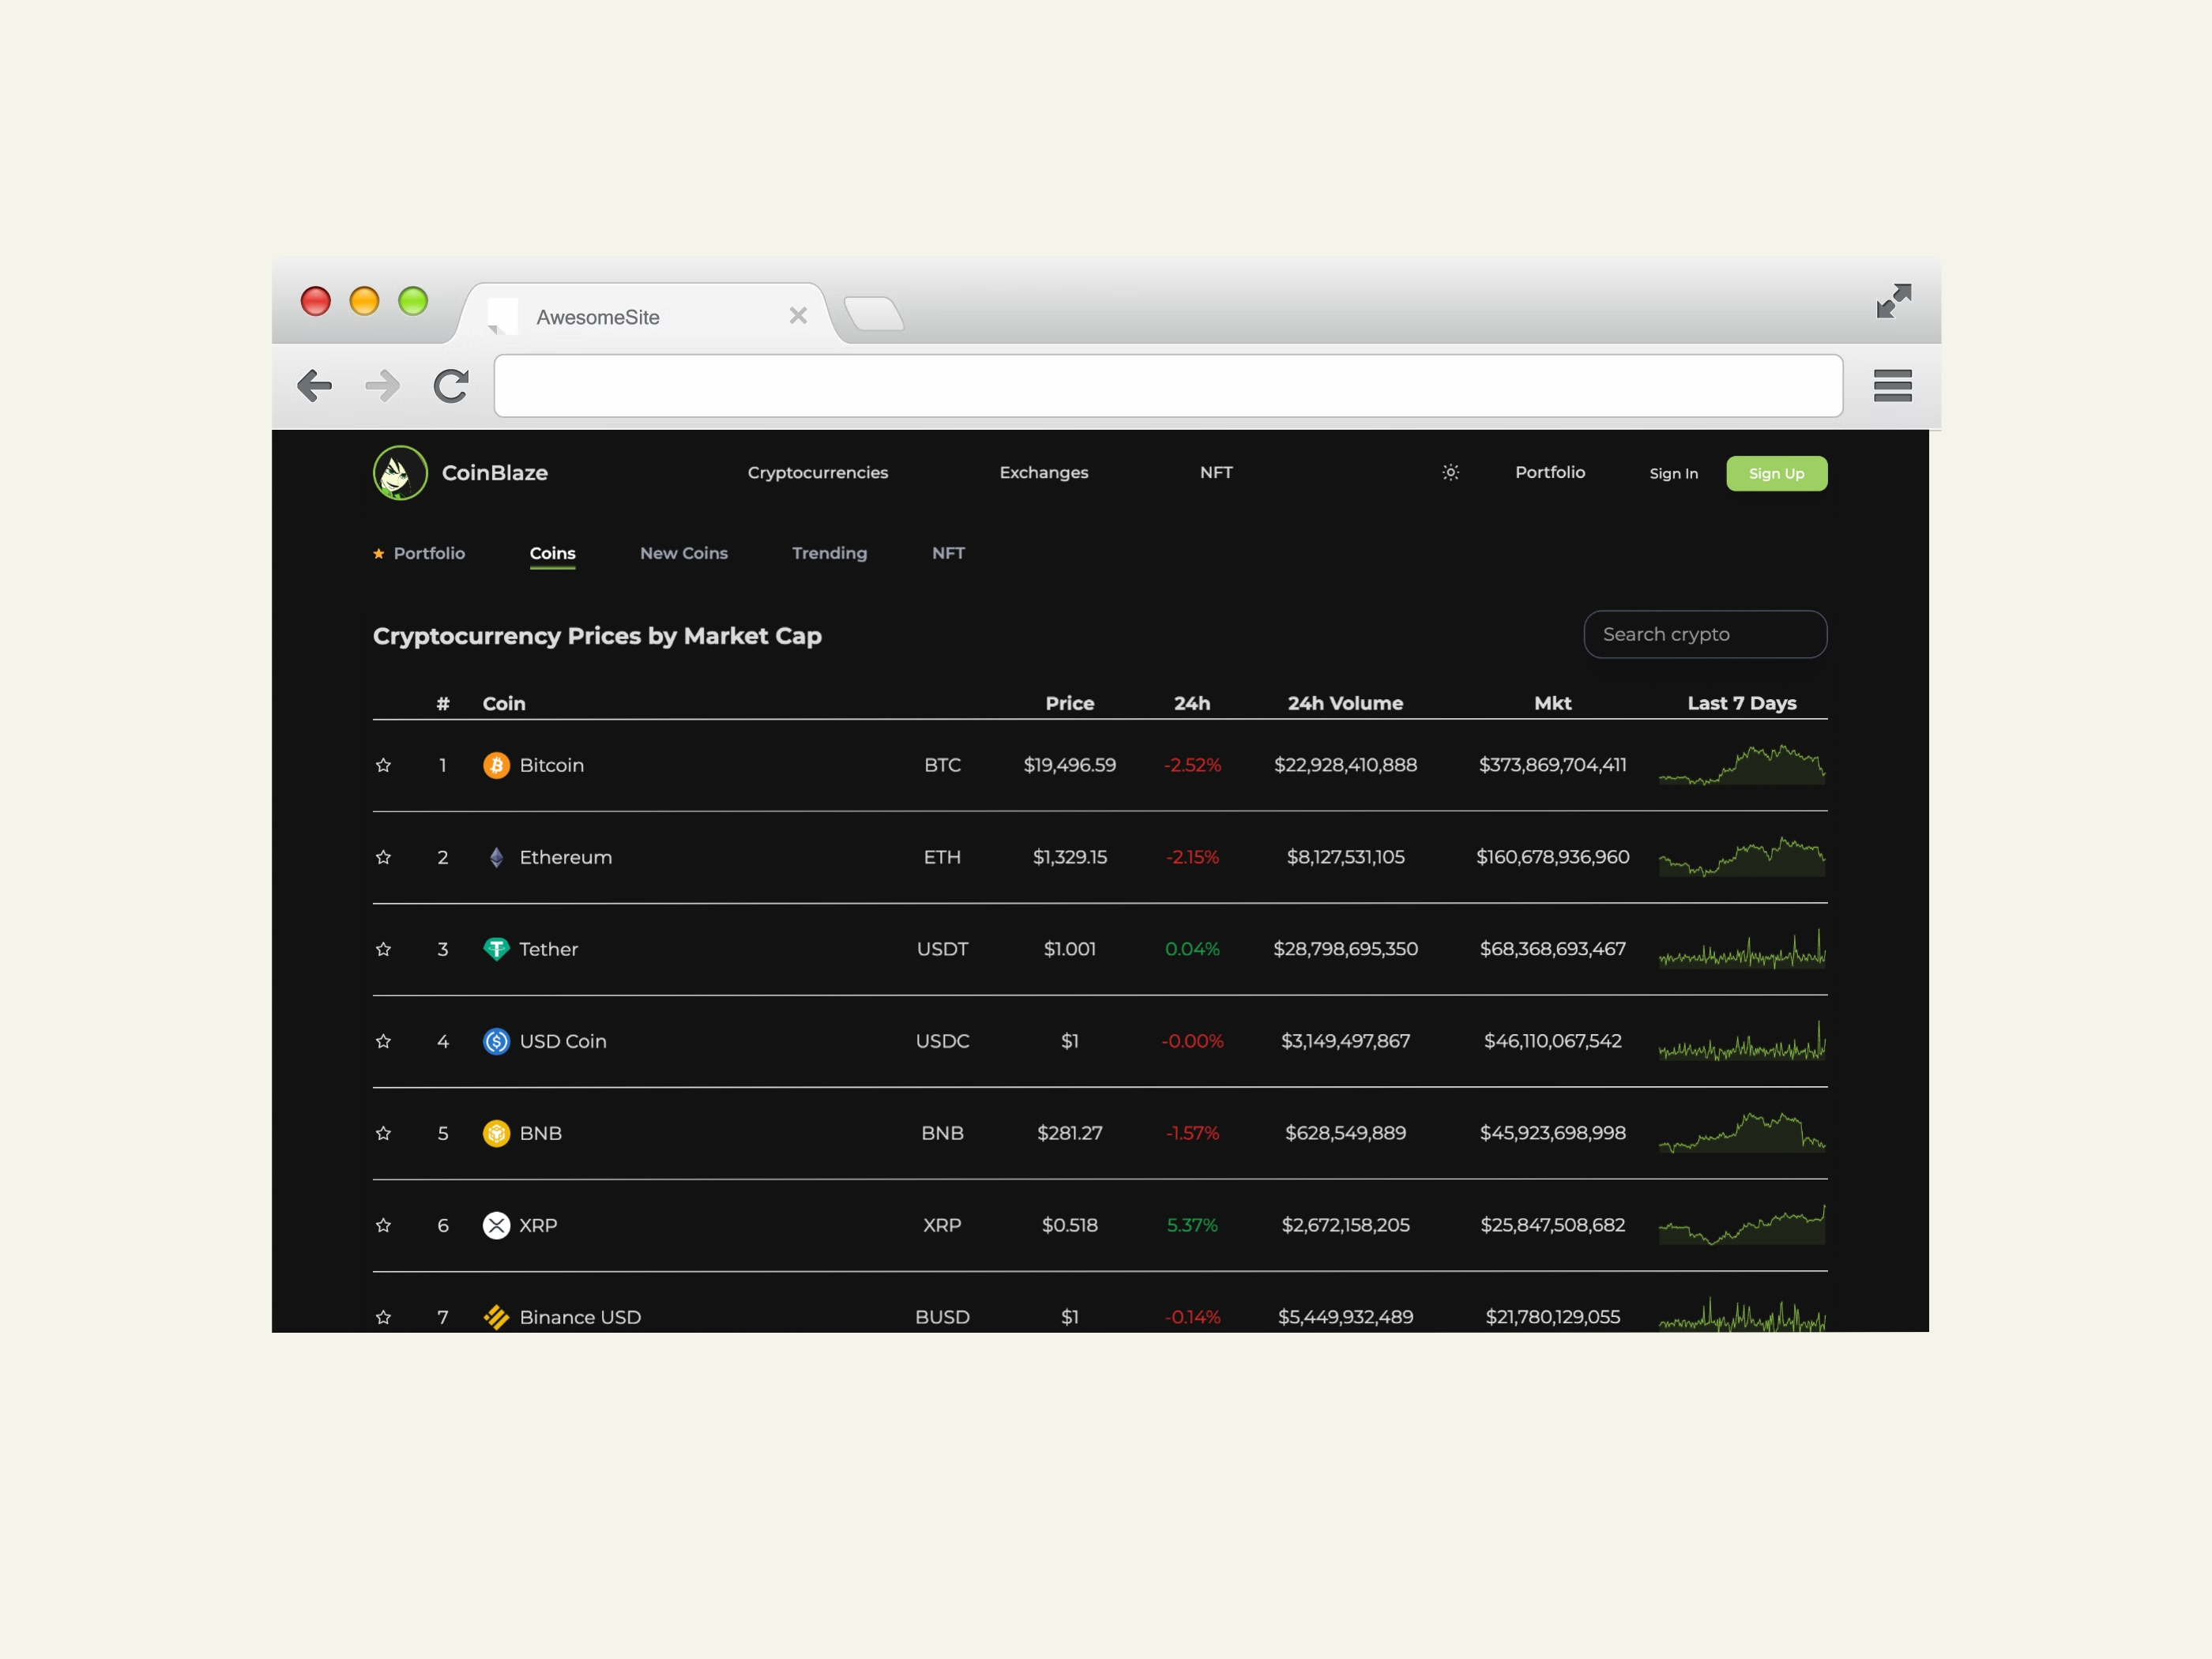 AwesomeSite
CoinBlaze Cryptocurrencies Exchanges NFT Portfolio Sign In Sign Up
Portfolio Coins New Coins Trending NFT
Cryptocurrency Prices by Market Cap Search crypto
# Coin Price 24h 24h Volume Mkt Last 7 Days
1 Bitcoin BTC $19,496.59 -2.52% $22,928,410,888 $373,869,704,411
2 Ethereum ETH $1,329.15 -2.15% $8,127,531,105 $160,678,936,960
3 Tether USDT $1.001 0.04% $28,798,695,350 $68,368,693,467
4 USD Coin USDC $1 -0.00% $3,149,497,867 $46,110,067,542
5 BNB BNB $281.27 -1.57% $628,549,889 $45,923,698,998
6 XRP XRP $0.518 5.37% $2,672,158,205 $25,847,508,682
7 Binance USD BUSD $1 -0.14% $5,449,932,489 $21,780,129,055